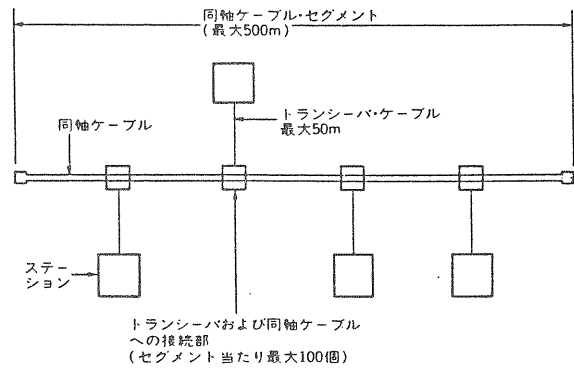 同軸ケーブル・セグメント
(最大500m)
トランシーバ・ケーブル
最大50m
同軸ケーブル
ステー
ション
トランシーバおよび同軸ケーブル
への接続部
(セグメント当たり最大100個)